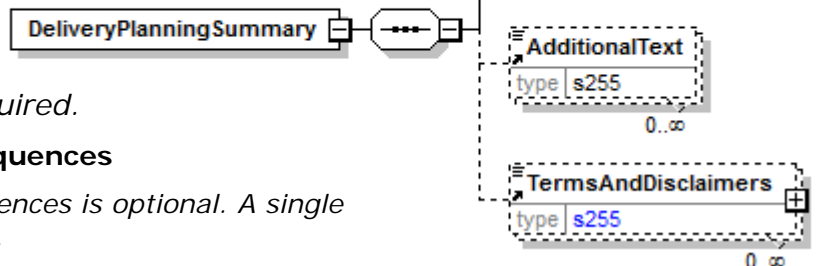 DeliveryPlanningSummary
AdditionalText
type s255
0..∞
TermsAndDisclaimers
type s255
0..∞
uired.
quences
ences is optional. A single